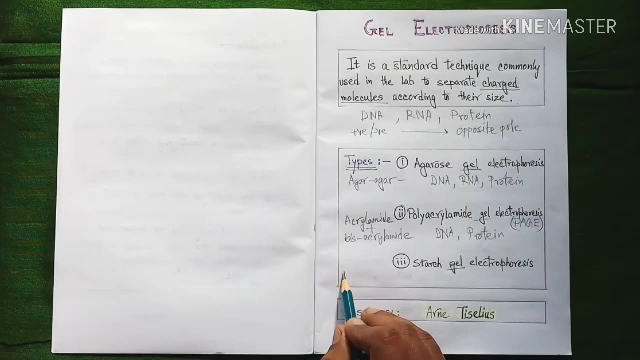 KINEMASTER
GEL ELECTROPHORESIS
It is a standard technique commonly
used in the lab to separate charged
molecules according to their size.
DNA, RNA, Protein
+ve/-ve → opposite pole
Types:- (i) Agarose gel electrophoresis
Agar-agar - DNA, RNA, Protein
Acrylamide (ii) Polyacrylamide gel electrophoresis
+ (PAGE)
bis-acrylamide DNA, Protein
(iii) Starch gel electrophoresis
Arne Tiselius